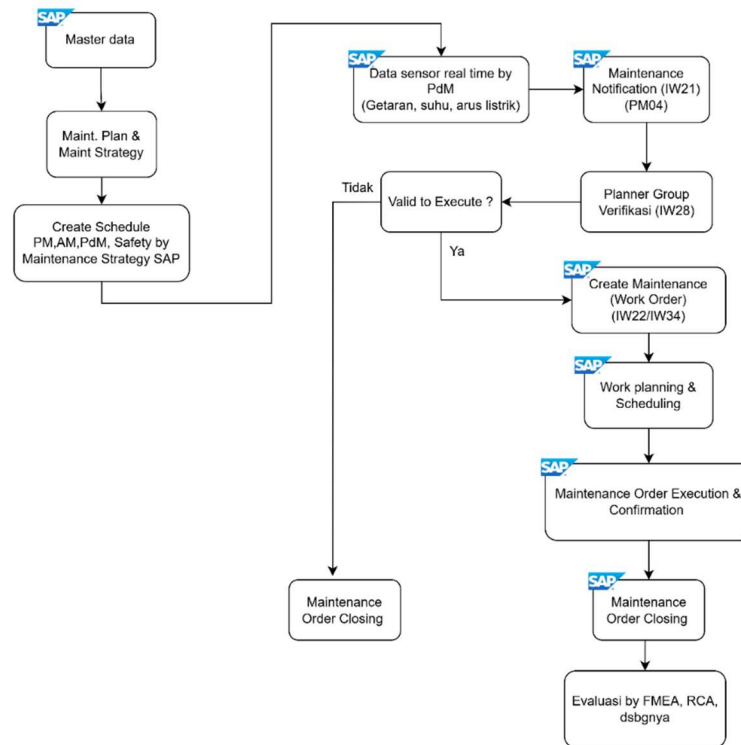 SAP
Master data
Maint. Plan &
Maint Strategy
Create Schedule
PM,AM,PdM, Safety by
Maintenance Strategy SAP
SAP
Data sensor real time by
PdM
(Getaran, suhu, arus listrik)
SAP
Maintenance
Notification (IW21)
(PM04)
Planner Group
Verifikasi (IW28)
Valid to Execute ?
Tidak
Ya
SAP
Create Maintenance
(Work Order)
(IW22/IW34)
SAP
Work planning &
Scheduling
SAP
Maintenance Order Execution &
Confirmation
Maintenance
Order Closing
SAP
Maintenance
Order Closing
Evaluasi by FMEA, RCA,
dsbgnya